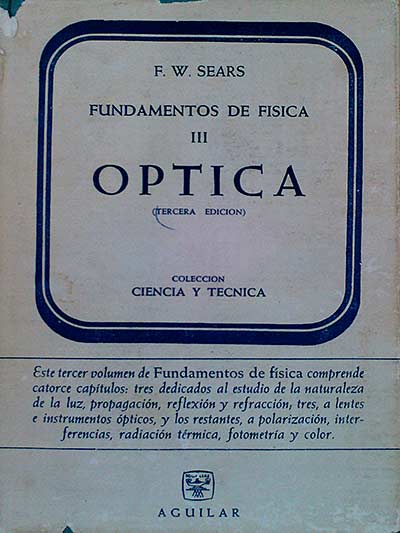 F. W. SEARS
FUNDAMENTOS DE FISICA
III
OPTICA
(TERCERA EDICION)
COLECCION
CIENCIA Y TECNICA
Este tercer volumen de Fundamentos de física comprende
catorce capítulos: tres dedicados al estudio de la naturaleza
de la luz, propagación, reflexión y refracción; tres, a lentes
e instrumentos ópticos, y los restantes, a polarización, inter-
ferencias, radiación térmica, fotometría y color.
AGUILAR